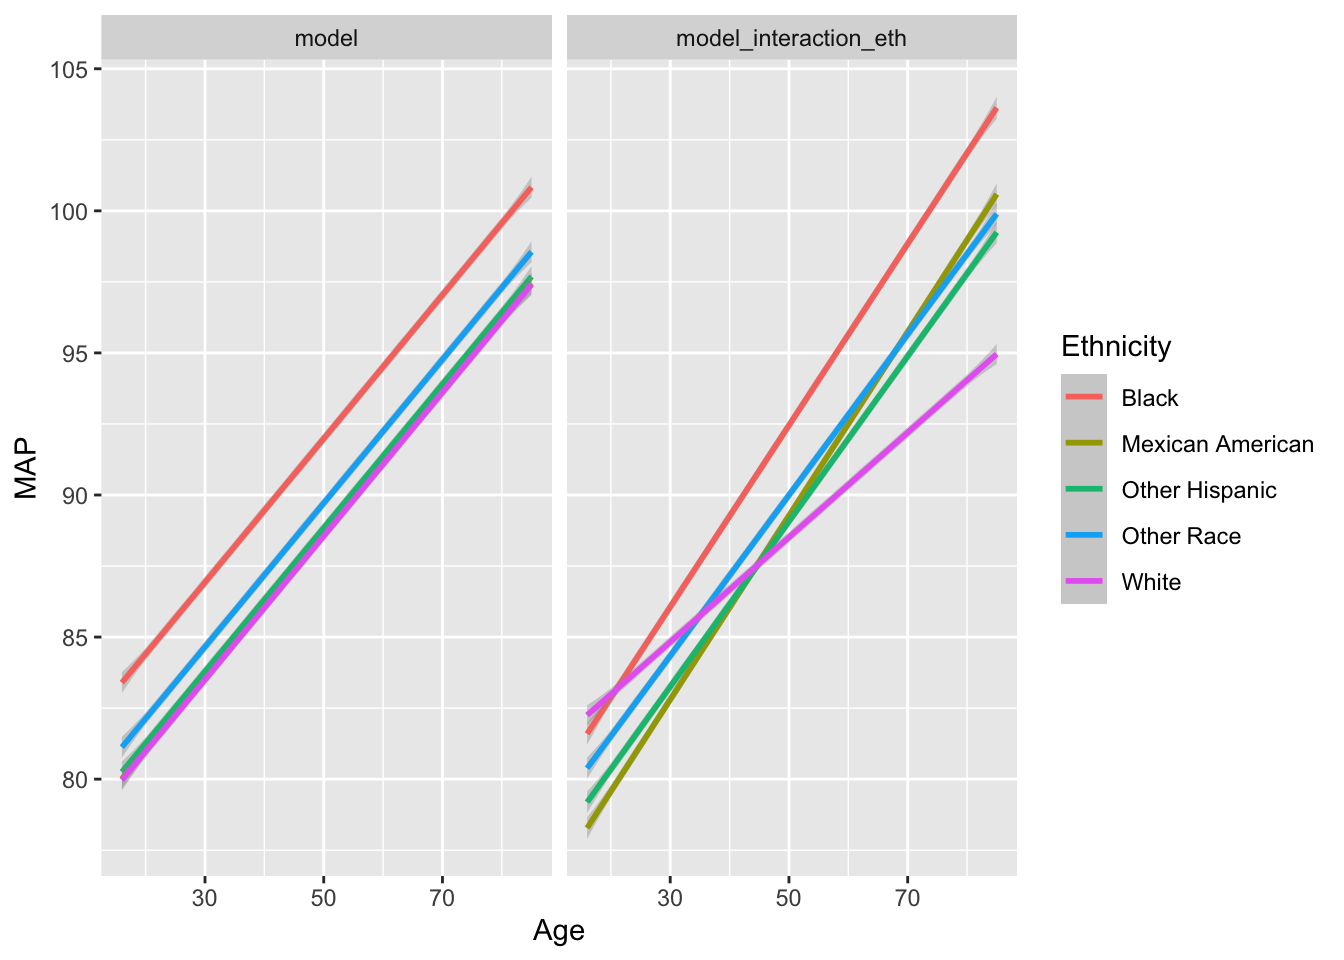 model
model_interaction_eth
105
100
95
90
85
80
MAP
30
50
70
30
50
70
Age
Ethnicity
Black
Mexican American
Other Hispanic
Other Race
White